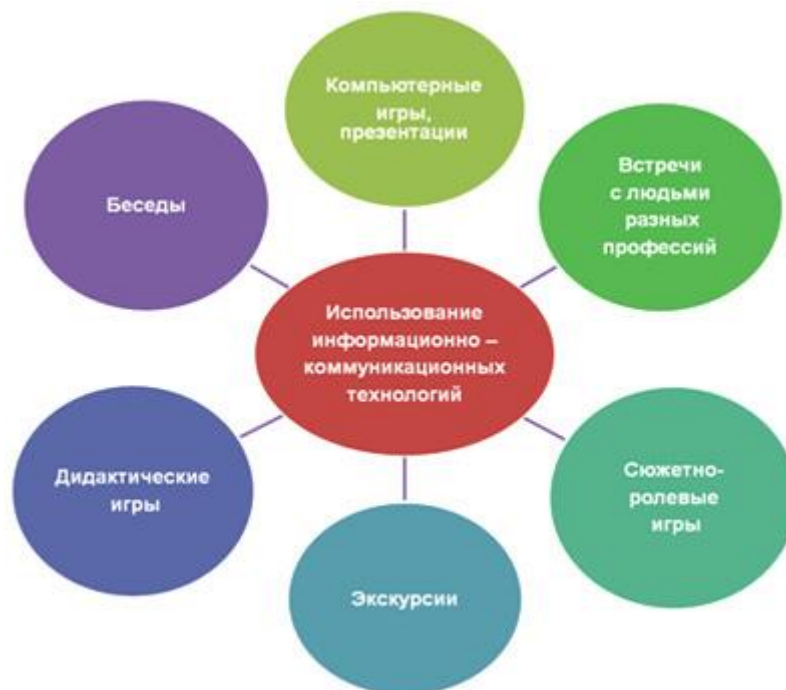 Компьютерные
игры,
презентации
Беседы
Встречи
с людьми
разных
профессий
Использование
информационно –
коммуникационных
технологий
Дидактические
игры
Сюжетно-
ролевые
игры
Экскурсии